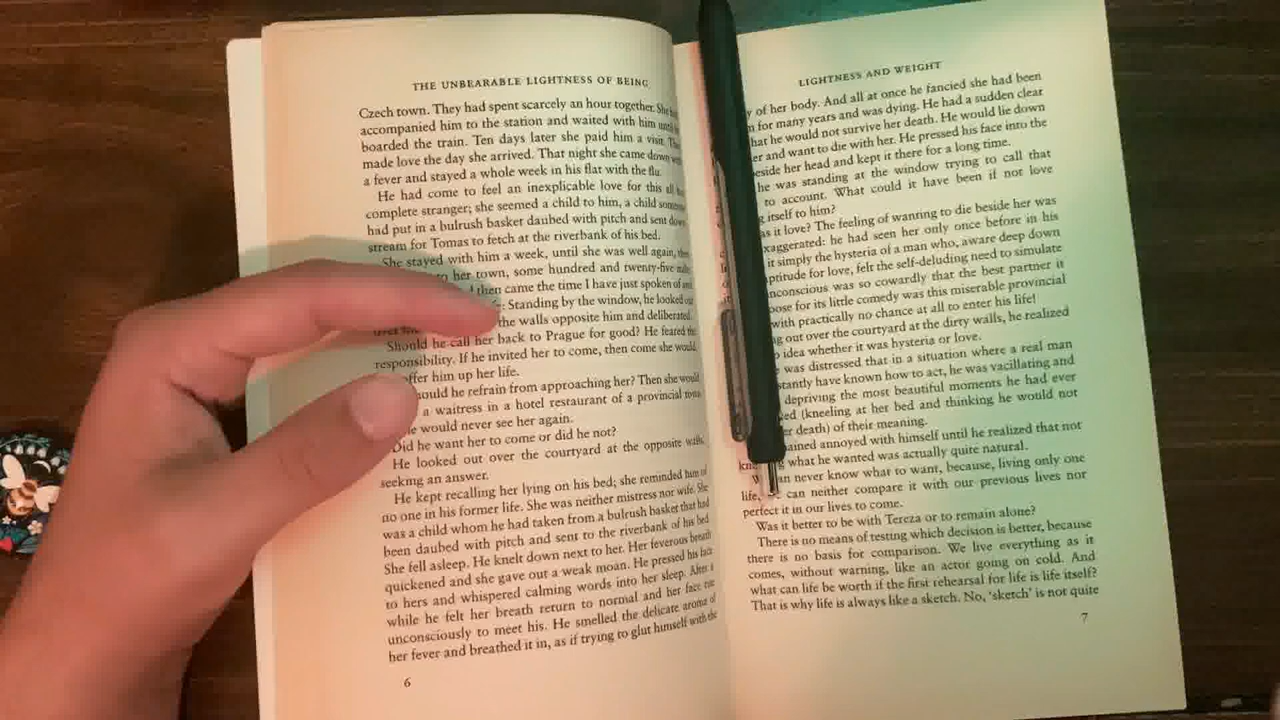 THE UNBEARABLE LIGHTNESS OF BEING
Czech town. They had spent scarcely an hour together. She
accompanied him to the station and waited with him
boarded the train. Ten days later she paid him a visit.
made love the day she arrived. That night she came down
a fever and stayed a whole week in his flat with the flu.
He had come to feel an inexplicable love for this
complete stranger; she seemed a child to him, a child
had put in a bulrush basket daubed with pitch and sent
stream for Tomas to fetch at the riverbank of his bed.
She stayed with him a week, until she was well again,
to her town, some hundred and twenty-five
then came the time I have just spoken of
Standing by the window, he looked
the walls opposite him and deliberated.
Should he call her back to Prague for good? He feared the
responsibility. If he invited her to come, then come she would,
offer him up her life.
he refrain from approaching her? Then she would
a waitress in a hotel restaurant of a provincial
he would never see her again.
Did he want her to come or did he not?
He looked out over the courtyard at the opposite walls,
seeking an answer.
He kept recalling her lying on his bed; she reminded him of
no one in his former life. She was neither mistress nor wife. She
was a child whom he had taken from a bulrush basket that had
been daubed with pitch and sent to the riverbank of his bed
She fell asleep. He knelt down next to her. Her feverous breath
quickened and she gave out a weak moan. He pressed his face
to hers and whispered calming words into her sleep. After a
while he felt her breath return to normal and her face rise
unconsciously to meet his. He smelled the delicate aroma of
her fever and breathed it in, as if trying to glut himself with the
6
LIGHTNESS AND WEIGHT
of her body. And all at once he fancied she had been
for many years and was dying. He had a sudden clear
that he would not survive her death. He would lie down
and want to die with her. He pressed his face into the
beside her head and kept it there for a long time.
he was standing at the window trying to call that
to account. What could it have been if not love
itself to him?
it love? The feeling of wanting to die beside her was
exaggerated: he had seen her only once before in his
it simply the hysteria of a man who, aware deep down
for love, felt the self-deluding need to simulate
unconscious was so cowardly that the best partner it
for its little comedy was this miserable provincial
with practically no chance at all to enter his life!
out over the courtyard at the dirty walls, he realized
idea whether it was hysteria or love.
was distressed that in a situation where a real man
have known how to act, he was vacillating and
depriving the most beautiful moments he had ever
(kneeling at her bed and thinking he would not
death) of their meaning.
annoyed with himself until he realized that not
what he wanted was actually quite natural.
can never know what to want, because, living only one
life, we can neither compare it with our previous lives nor
perfect it in our lives to come.
Was it better to be with Tereza or to remain alone?
There is no means of testing which decision is better, because
there is no basis for comparison. We live everything as it
comes, without warning, like an actor going on cold. And
what can life be worth if the first rehearsal for life is life itself?
That is why life is always like a sketch. No, 'sketch' is not quite
7